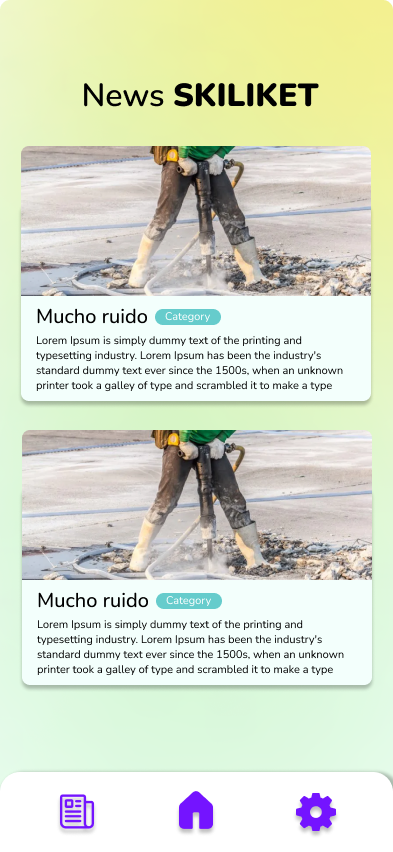 News SKILIKET
Mucho ruido Category
Lorem Ipsum is simply dummy text of the printing and
typesetting industry. Lorem Ipsum has been the industry's
standard dummy text ever since the 1500s, when an unknown
printer took a galley of type and scrambled it to make a type
Mucho ruido Category
Lorem Ipsum is simply dummy text of the printing and
typesetting industry. Lorem Ipsum has been the industry's
standard dummy text ever since the 1500s, when an unknown
printer took a galley of type and scrambled it to make a type